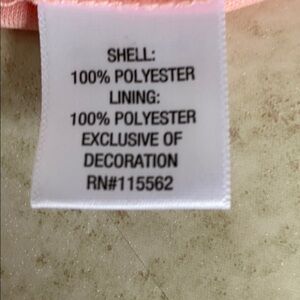 SHELL:
100% POLYESTER
LINING:
100% POLYESTER
EXCLUSIVE OF
DECORATION
RN#115562